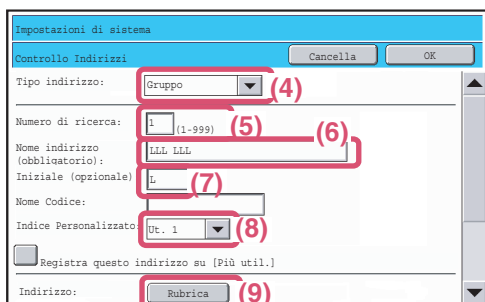 Impostazioni di sistema
Controllo Indirizzi Cancella OK
Tipo indirizzo: Gruppo (4)
Numero di ricerca: 1 (1-999) (5) (6)
Nome indirizzo (obbligatorio): LLL LLL
Iniziale (opzionale) L (7)
Nome Codice:
Indice Personalizzato: Ut. 1 (8)
Registra questo indirizzo su [Più util.]
Indirizzo: Rubrica (9)